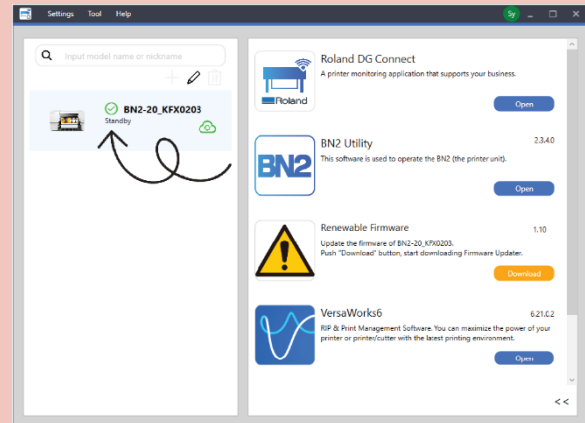 Settings Tool Help
Sy
Input model name or nickname
BN2-20_KFX0203
Standby
Roland DG Connect
A printer monitoring application that supports your business.
Roland
Open
BN2 Utility
2.3.4.0
This software is used to operate the BN2 (the printer unit).
BN2
Open
Renewable Firmware
1.10
Update the firmware of BN2-20_KFX0203.
Push "Download" button, start downloading Firmware Updater.
Download
VersaWorks6
6.21.0.2
RIP & Print Management Software. You can maximize the power of your
printer or printer/cutter with the latest printing environment.
Open
<<